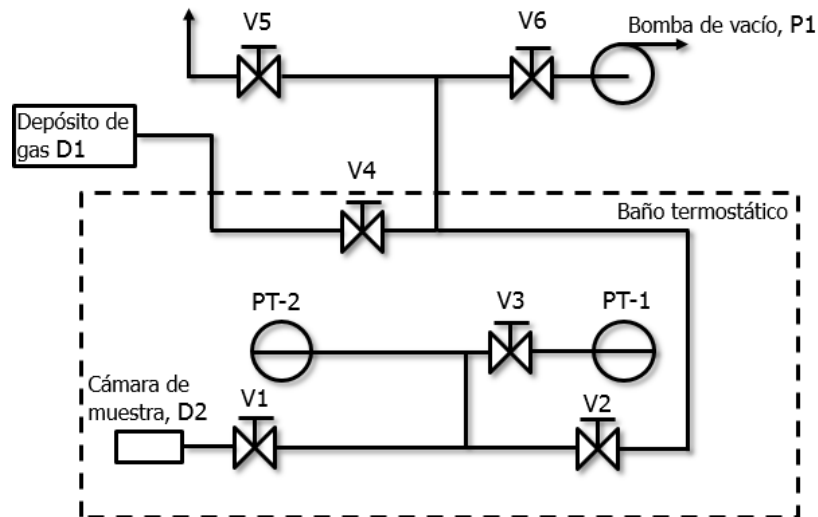 V5
V6
Bomba de vacío, P1
Depósito de
gas D1
V4
Baño termostático
PT-2
V3
PT-1
Cámara de
muestra, D2
V1
V2